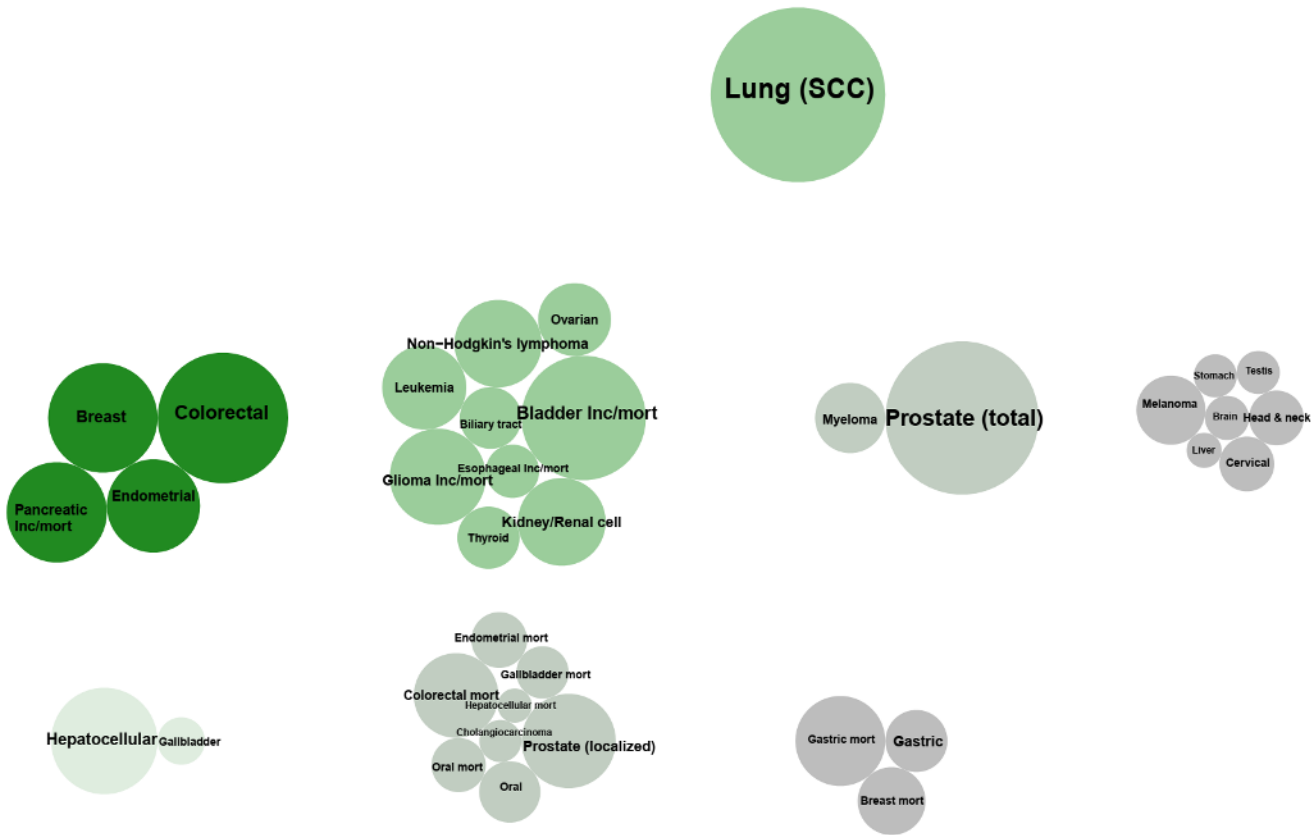 Lung (SCC)
Breast
Colorectal
Pancreatic
Inc/mort
Endometrial
Ovarian
Non−Hodgkin's lymphoma
Leukemia
Bladder Inc/mort
Biliary tract
Esophageal Inc/mort
Glioma Inc/mort
Kidney/Renal cell
Thyroid
Myeloma
Prostate (total)
Stomach
Testis
Melanoma
Brain
Head & neck
Liver
Cervical
Hepatocellular
Gallbladder
Endometrial mort
Gallbladder mort
Colorectal mort
Hepatocellular mort
Cholangiocarcinoma
Prostate (localized)
Oral mort
Oral
Gastric mort
Gastric
Breast mort